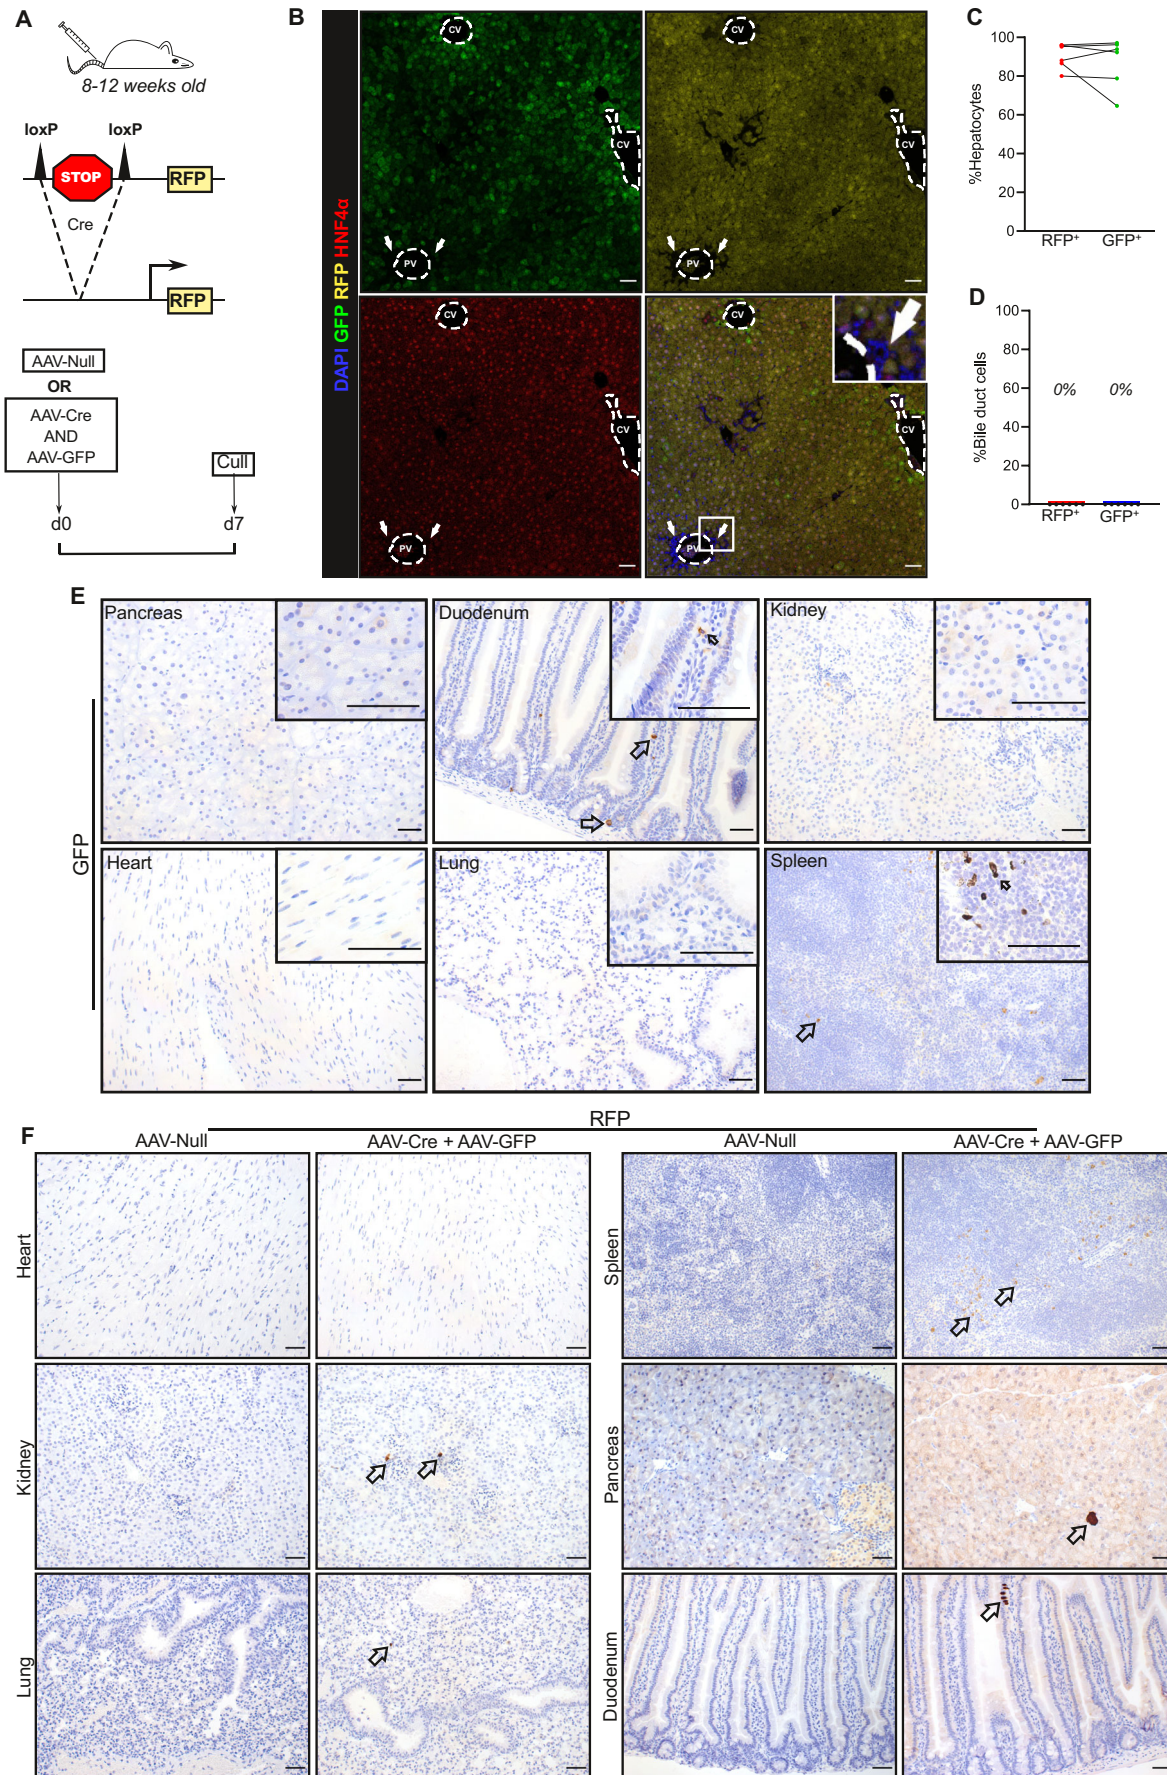 A
8-12 weeks old
loxP
loxP
STOP
RFP
Cre
RFP
AAV-Null
OR
AAV-Cre
AND
AAV-GFP
Cull
d0
d7
B
DAPI GFP RFP HNF4α
CV
CV
PV
CV
CV
PV
CV
CV
PV
CV
CV
PV
C
%Hepatocytes
100
80
60
40
20
0
RFP⁺
GFP⁺
D
%Bile duct cells
100
80
60
40
20
0
0%
0%
RFP⁺
GFP⁺
E
GFP
Pancreas
Duodenum
Kidney
Heart
Lung
Spleen
F
RFP
AAV-Null
AAV-Cre + AAV-GFP
AAV-Null
AAV-Cre + AAV-GFP
Heart
Spleen
Kidney
Pancreas
Lung
Duodenum